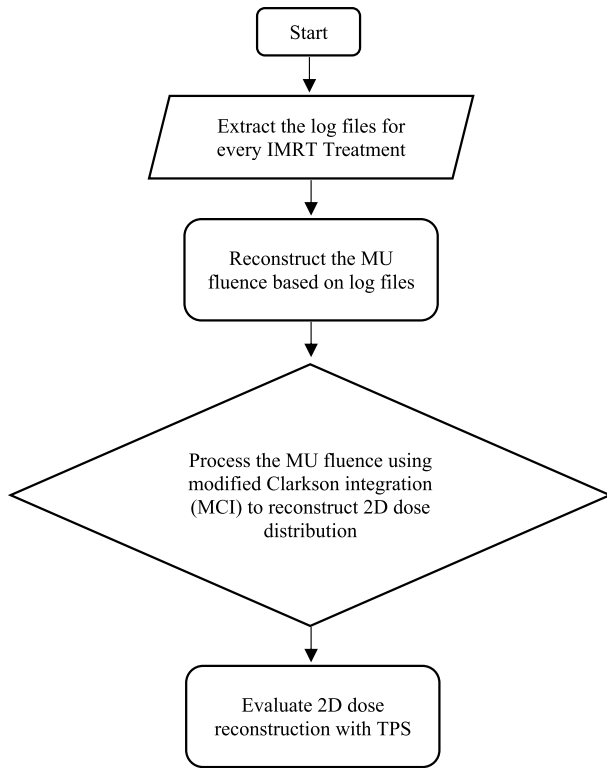 Start
Extract the log files for
every IMRT Treatment
Reconstruct the MU
fluence based on log files
Process the MU fluence using
modified Clarkson integration
(MCI) to reconstruct 2D dose
distribution
Evaluate 2D dose
reconstruction with TPS